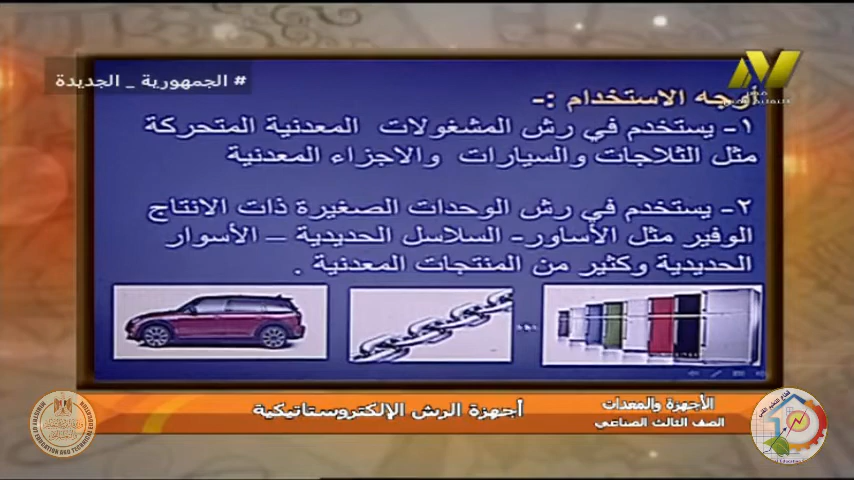 # الجمهورية _ الجديدة
أوجه الاستخدام :-
١- يستخدم في رش المشغولات المعدنية المتحركة
مثل الثلاجات والسيارات والاجزاء المعدنية
٢- يستخدم في رش الوحدات الصغيرة ذات الانتاج
الوفير مثل الأساور- السلاسل الحديدية – الأسوار
الحديدية وكثير من المنتجات المعدنية .
الأجهزة والمعدات
أجهزة الرش الإلكتروستاتيكية
الصف الثالث الصناعي